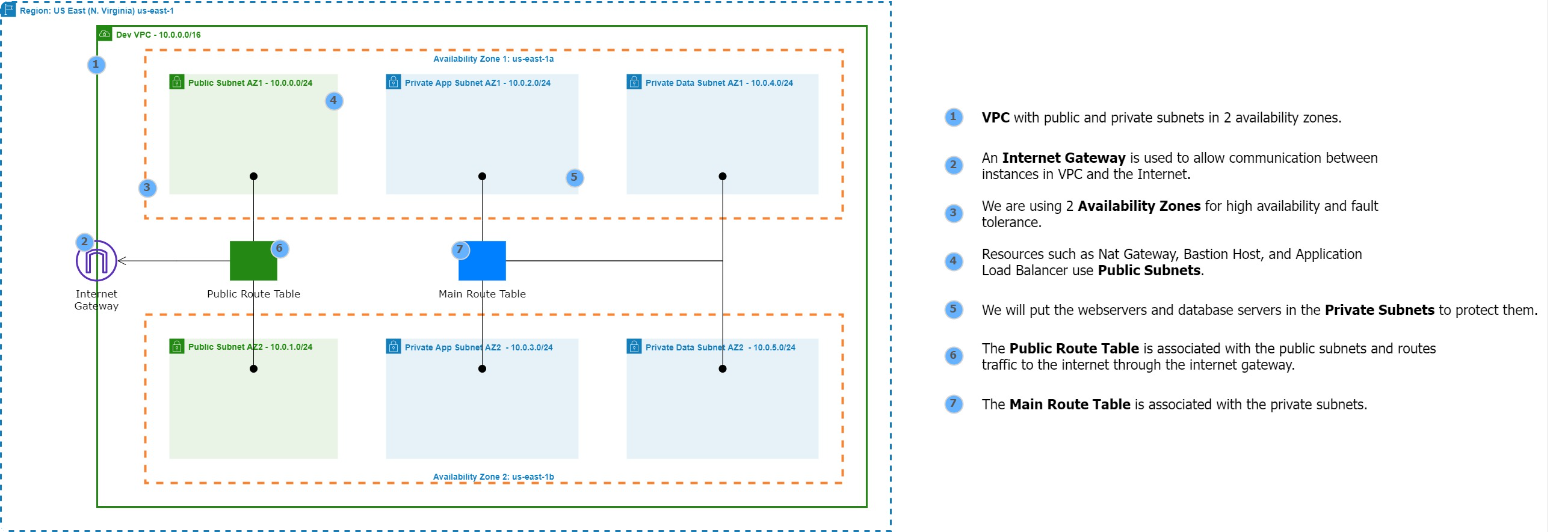 Region: US East (N. Virginia) us-east-1
Dev VPC - 10.0.0.0/16
1
Availability Zone 1: us-east-1a
Public Subnet AZ1 - 10.0.0.0/24
Private App Subnet AZ1 - 10.0.2.0/24
Private Data Subnet AZ1 - 10.0.4.0/24
4
5
3
2
6
7
Internet
Gateway
Public Route Table
Main Route Table
Public Subnet AZ2 - 10.0.1.0/24
Private App Subnet AZ2 - 10.0.3.0/24
Private Data Subnet AZ2 - 10.0.5.0/24
Availability Zone 2: us-east-1b
1 VPC with public and private subnets in 2 availability zones.
2 An Internet Gateway is used to allow communication between
instances in VPC and the Internet.
3 We are using 2 Availability Zones for high availability and fault
tolerance.
4 Resources such as Nat Gateway, Bastion Host, and Application
Load Balancer use Public Subnets.
5 We will put the webservers and database servers in the Private Subnets to protect them.
6 The Public Route Table is associated with the public subnets and routes
traffic to the internet through the internet gateway.
7 The Main Route Table is associated with the private subnets.